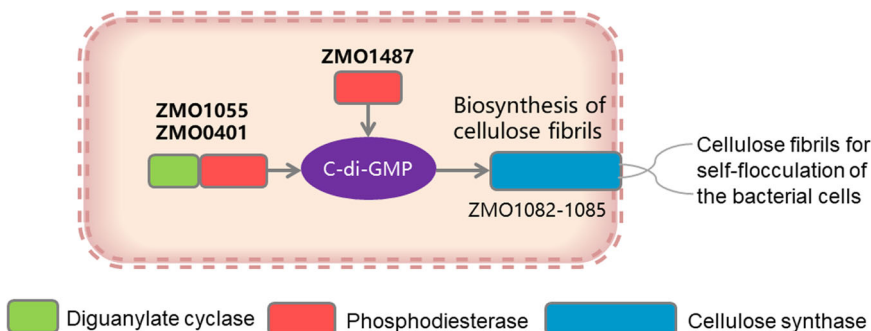 ZMO1487
ZMO1055
ZMO0401
Biosynthesis of
cellulose fibrils
C-di-GMP
Cellulose fibrils for
self-flocculation of
the bacterial cells
ZMO1082-1085
Diguanylate cyclase
Phosphodiesterase
Cellulose synthase